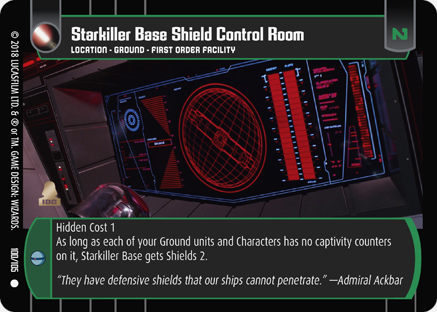 Starkiller Base Shield Control Room
LOCATION - GROUND - FIRST ORDER FACILITY
N
© 2018 LUCASFILM LTD. & ® or TM. GAME DESIGN, WIZARDS.
100/105
Hidden Cost 1
As long as each of your Ground units and Characters has no captivity counters
on it, Starkiller Base gets Shields 2.
“They have defensive shields that our ships cannot penetrate.” —Admiral Ackbar